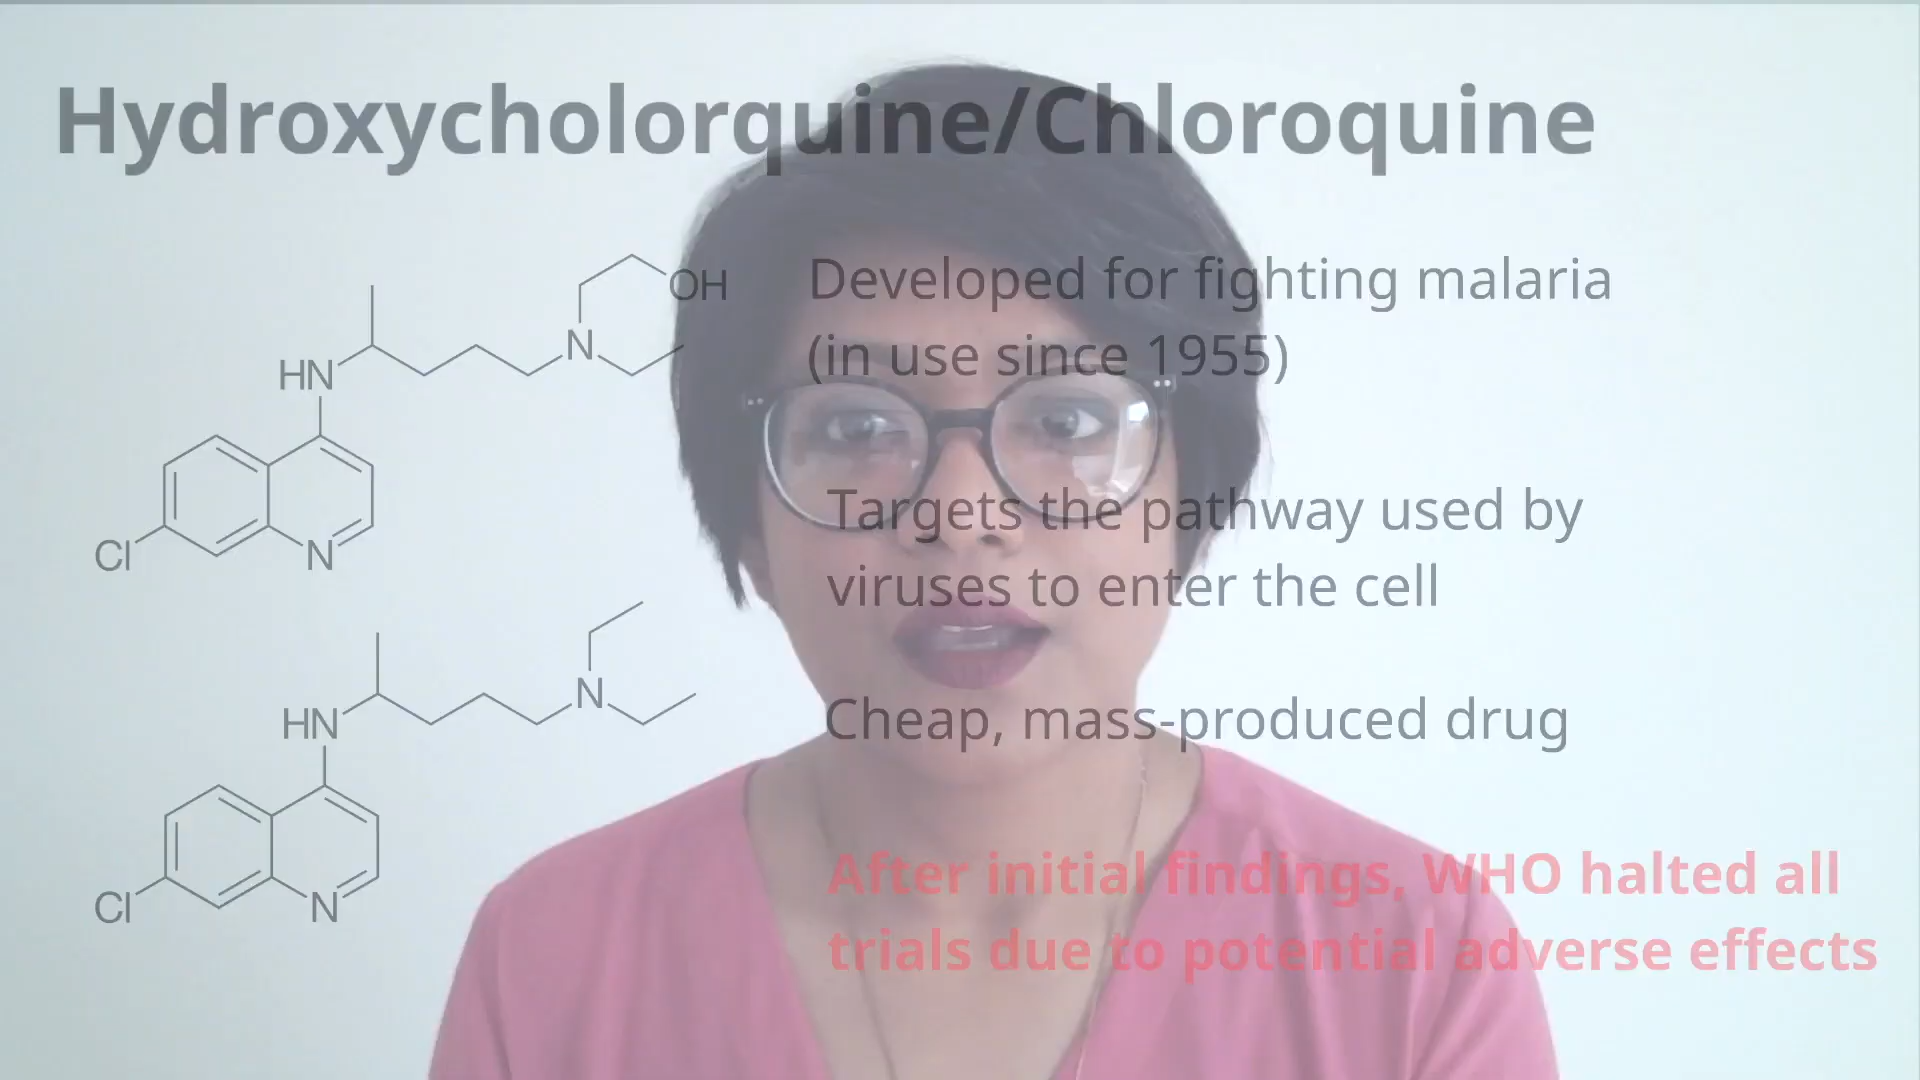 Hydroxycholorquine/Chloroquine
OH
N
HN
Cl
N
Developed for fighting malaria
(in use since 1955)
Targets the pathway used by
viruses to enter the cell
N
HN
Cl
N
Cheap, mass-produced drug
After initial findings, WHO halted all
trials due to potential adverse effects